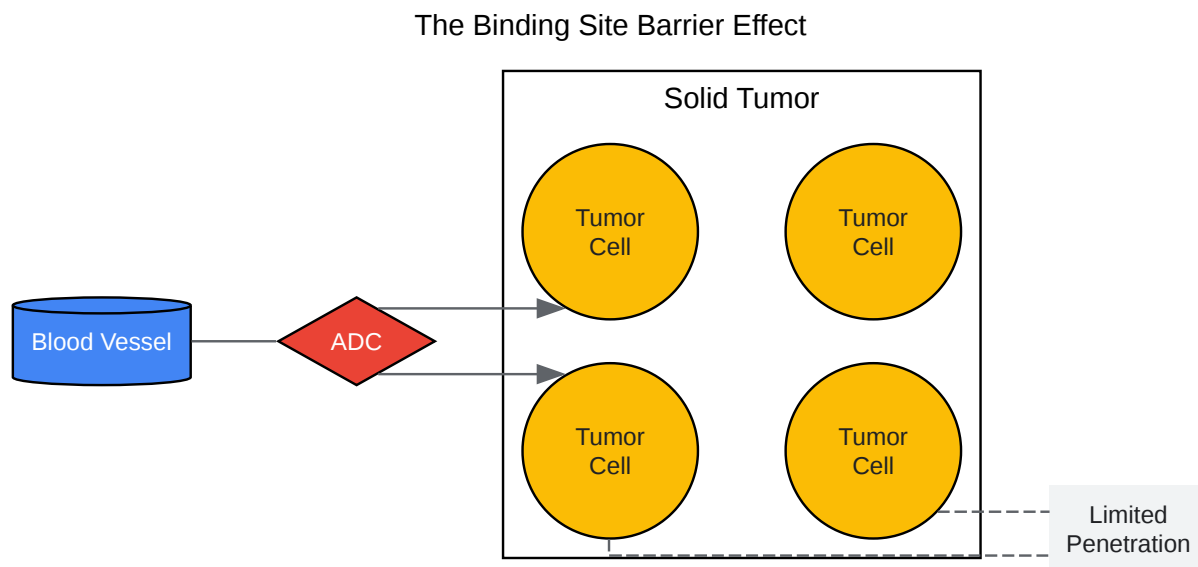 The Binding Site Barrier Effect
Solid Tumor
Tumor
Cell
Tumor
Cell
Blood Vessel
ADC
Tumor
Cell
Tumor
Cell
Limited
Penetration